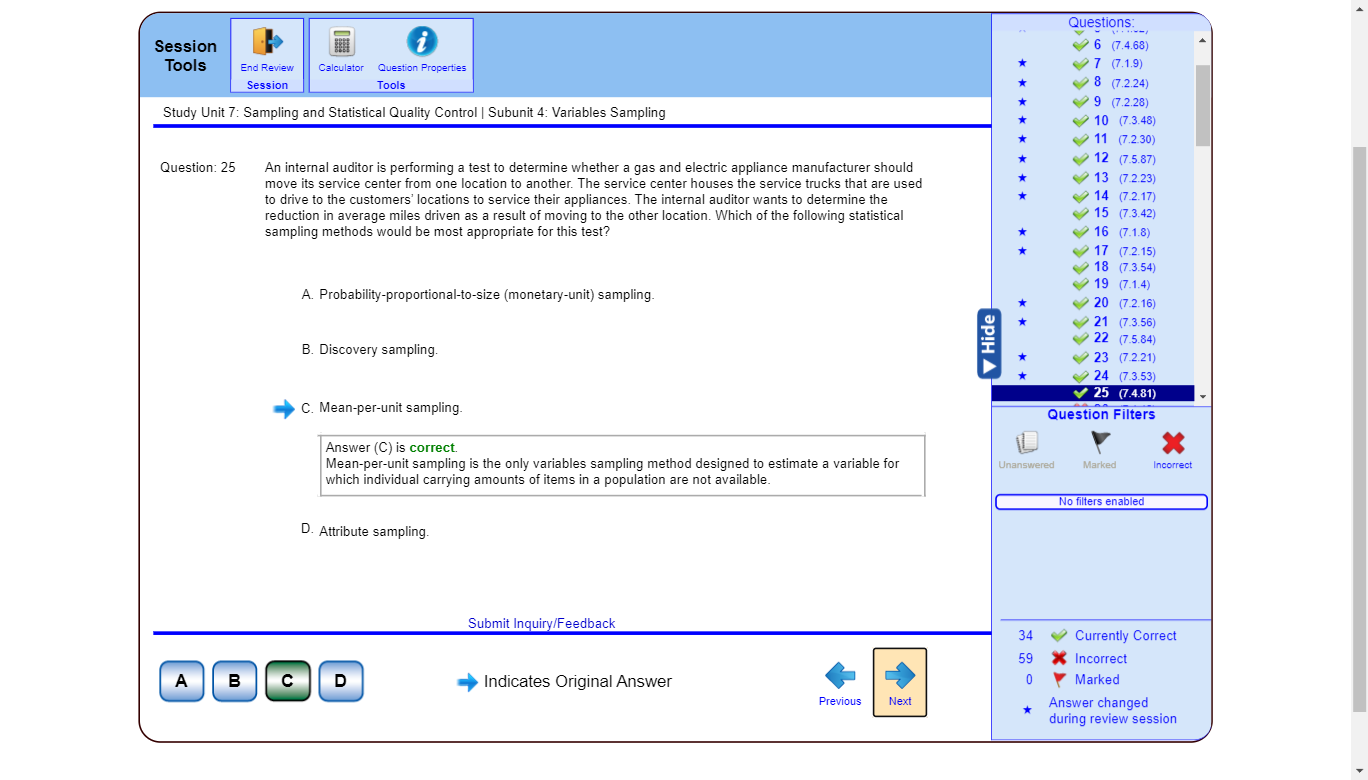 Session
Tools
End Review
Session
Calculator
Question Properties
Tools
Study Unit 7: Sampling and Statistical Quality Control | Subunit 4: Variables Sampling
Question: 25
An internal auditor is performing a test to determine whether a gas and electric appliance manufacturer should
move its service center from one location to another. The service center houses the service trucks that are used
to drive to the customers' locations to service their appliances. The internal auditor wants to determine the
reduction in average miles driven as a result of moving to the other location. Which of the following statistical
sampling methods would be most appropriate for this test?
A. Probability-proportional-to-size (monetary-unit) sampling.
B. Discovery sampling.
C. Mean-per-unit sampling.
Answer (C) is correct.
Mean-per-unit sampling is the only variables sampling method designed to estimate a variable for
which individual carrying amounts of items in a population are not available.
D. Attribute sampling.
Submit Inquiry/Feedback
A
B
C
D
Indicates Original Answer
Previous
Next
Hide
Questions:
6 (7.4.68)
7 (7.1.9)
8 (7.2.24)
9 (7.2.28)
10 (7.3.48)
11 (7.2.30)
12 (7.5.87)
13 (7.2.23)
14 (7.2.17)
15 (7.3.42)
16 (7.1.8)
17 (7.2.15)
18 (7.3.54)
19 (7.1.4)
20 (7.2.16)
21 (7.3.56)
22 (7.5.84)
23 (7.2.21)
24 (7.3.53)
25 (7.4.81)
Question Filters
Unanswered
Marked
Incorrect
No filters enabled
34 Currently Correct
59 Incorrect
0 Marked
Answer changed
during review session